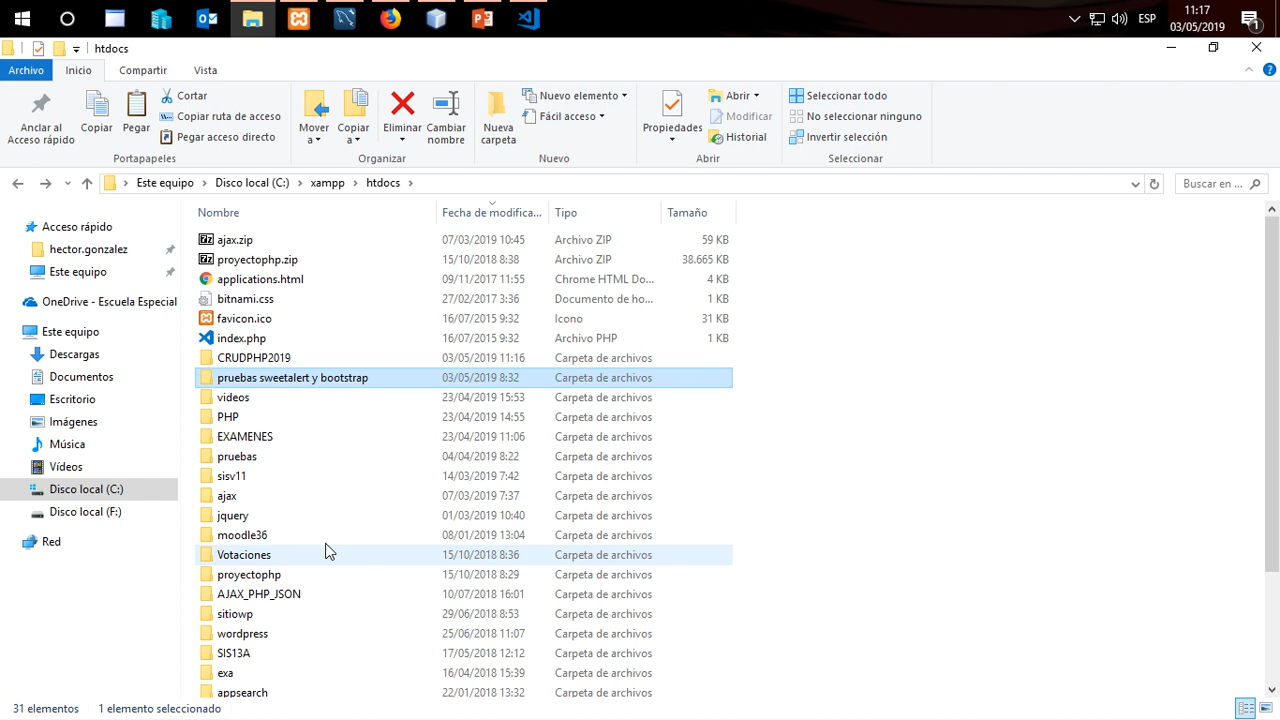 11:17
ESP
03/05/2019
1
htdocs
Archivo Inicio Compartir Vista
Anclar al Acceso rápido
Copiar
Pegar
Cortar
Copiar ruta de acceso
Pegar acceso directo
Portapapeles
Mover a
Copiar a
Eliminar
Cambiar nombre
Organizar
Nueva carpeta
Nuevo elemento
Fácil acceso
Nuevo
Propiedades
Abrir
Modificar
Historial
Abrir
Seleccionar todo
No seleccionar ninguno
Invertir selección
Seleccionar
Este equipo Disco local (C:) xampp htdocs
Buscar en ...
Acceso rápido
hector.gonzalez
Este equipo
OneDrive - Escuela Especial
Este equipo
Descargas
Documentos
Escritorio
Imágenes
Música
Vídeos
Disco local (C:)
Disco local (F:)
Red
Nombre Fecha de modifica... Tipo Tamaño
ajax.zip 07/03/2019 10:45 Archivo ZIP 59 KB
proyectophp.zip 15/10/2018 8:38 Archivo ZIP 38.665 KB
applications.html 09/11/2017 11:55 Chrome HTML Do... 4 KB
bitnami.css 27/02/2017 3:36 Documento de ho... 1 KB
favicon.ico 16/07/2015 9:32 Icono 31 KB
index.php 16/07/2015 9:32 Archivo PHP 1 KB
CRUDPHP2019 03/05/2019 11:16 Carpeta de archivos
pruebas sweetalert y bootstrap 03/05/2019 8:32 Carpeta de archivos
videos 23/04/2019 15:53 Carpeta de archivos
PHP 23/04/2019 14:55 Carpeta de archivos
EXAMENES 23/04/2019 11:06 Carpeta de archivos
pruebas 04/04/2019 8:22 Carpeta de archivos
sisv11 14/03/2019 7:42 Carpeta de archivos
ajax 07/03/2019 7:37 Carpeta de archivos
jquery 01/03/2019 10:40 Carpeta de archivos
moodle36 08/01/2019 13:04 Carpeta de archivos
Votaciones 15/10/2018 8:36 Carpeta de archivos
proyectophp 15/10/2018 8:29 Carpeta de archivos
AJAX_PHP_JSON 10/07/2018 16:01 Carpeta de archivos
sitiowp 29/06/2018 8:53 Carpeta de archivos
wordpress 25/06/2018 11:07 Carpeta de archivos
SIS13A 17/05/2018 12:12 Carpeta de archivos
exa 16/04/2018 15:39 Carpeta de archivos
appsearch 22/01/2018 13:32 Carpeta de archivos
31 elementos 1 elemento seleccionado